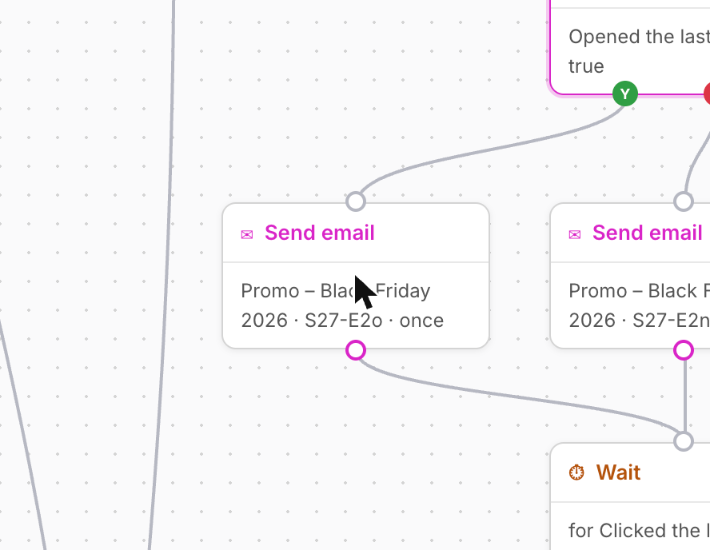 Opened the last
true
Y
Send email
Promo – Black Friday
2026 · S27-E2o · once
Send email
Promo – Black F
2026 · S27-E2n
Wait
for Clicked the l